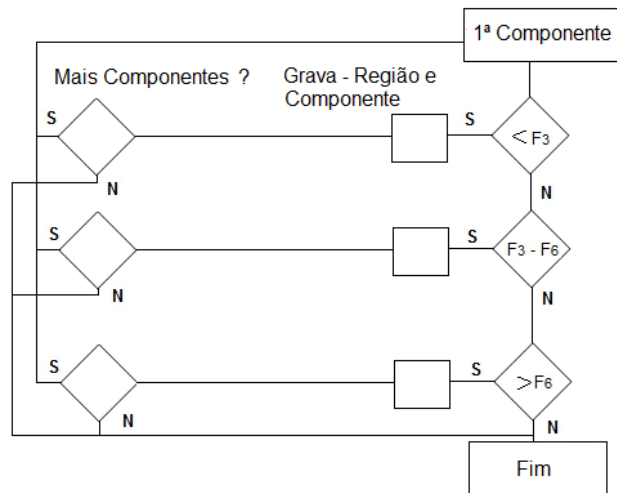 1ª Componente
Mais Componentes ?
Grava - Região e
Componente
S
S
< F3
N
N
S
S
F3 - F6
N
N
S
S
>F6
N
N
Fim